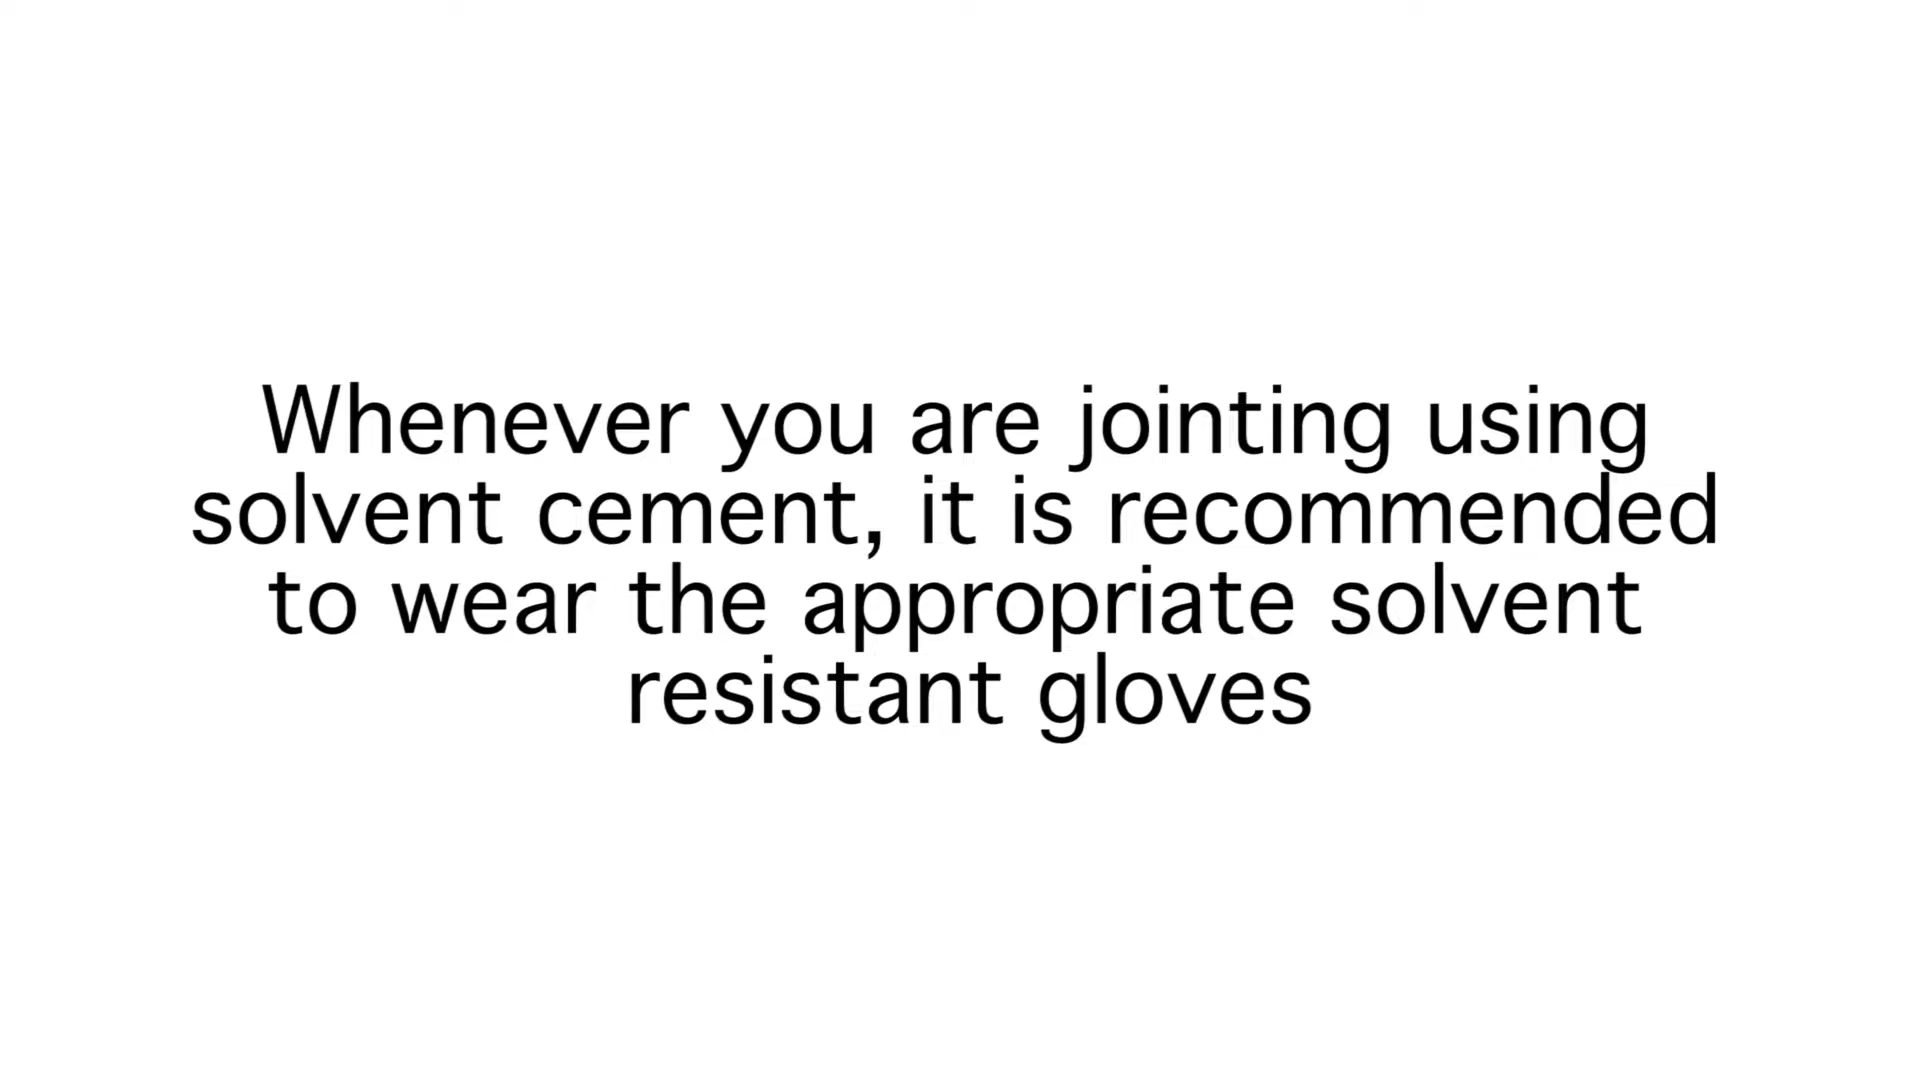 Whenever you are jointing using
solvent cement, it is recommended
to wear the appropriate solvent
resistant gloves